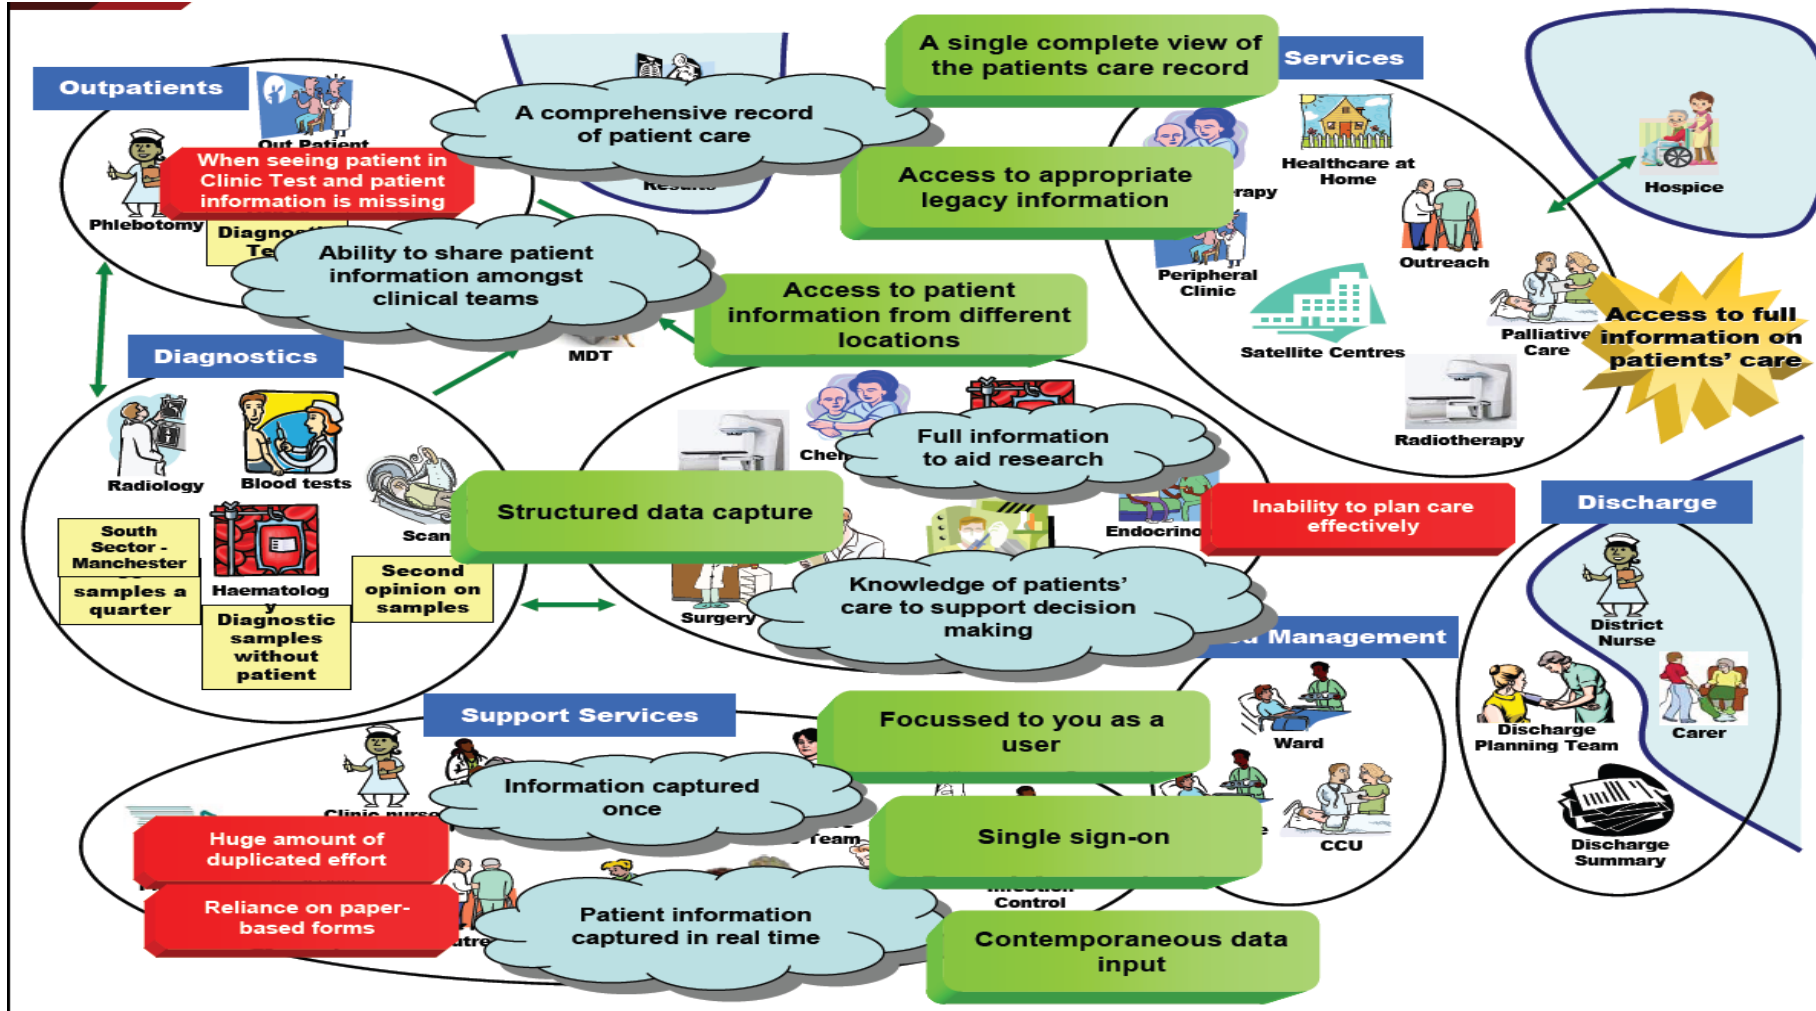 Outpatients
Out Patient
When seeing patient in
Clinic Test and patient
information is missing
Phlebotomy
A comprehensive record
of patient care
Results
A single complete view of
the patients care record
Services
Access to appropriate
legacy information
Healthcare at
Home
Outreach
Peripheral
Clinic
Satellite Centres
Palliative
Care
Radiotherapy
Hospice
Access to full
information on
patients' care
Ability to share patient
information amongst
clinical teams
Access to patient
information from different
locations
MDT
Diagnostics
Radiology
Blood tests
Scan
South
Sector -
Manchester
samples a
quarter
Haematolog
y
Diagnostic
samples
without
patient
Second
opinion on
samples
Structured data capture
Full information
to aid research
Surgery
Knowledge of patients'
care to support decision
making
Inability to plan care
effectively
Management
Ward
CCU
Discharge
District
Nurse
Discharge
Planning Team
Carer
Discharge
Summary
Support Services
Focussed to you as a
user
Clinic nurse
Information captured
once
Team
Huge amount of
duplicated effort
Single sign-on
Reliance on paper-
based forms
Infection
Control
Patient information
captured in real time
Contemporaneous data
input